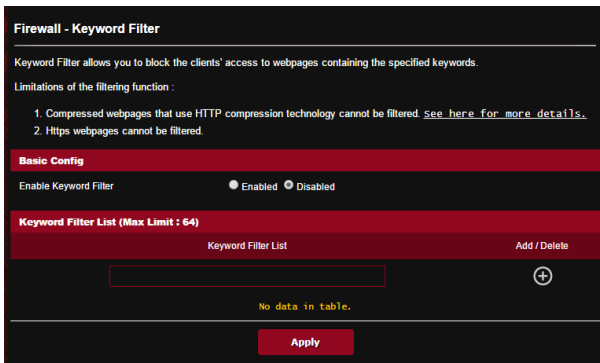 Firewall - Keyword Filter
Keyword Filter allows you to block the clients' access to webpages containing the specified keywords.
Limitations of the filtering function :
1. Compressed webpages that use HTTP compression technology cannot be filtered. See here for more details.
2. Https webpages cannot be filtered.
Basic Config
Enable Keyword Filter Enabled Disabled
Keyword Filter List (Max Limit : 64)
Keyword Filter List Add / Delete
No data in table.
Apply